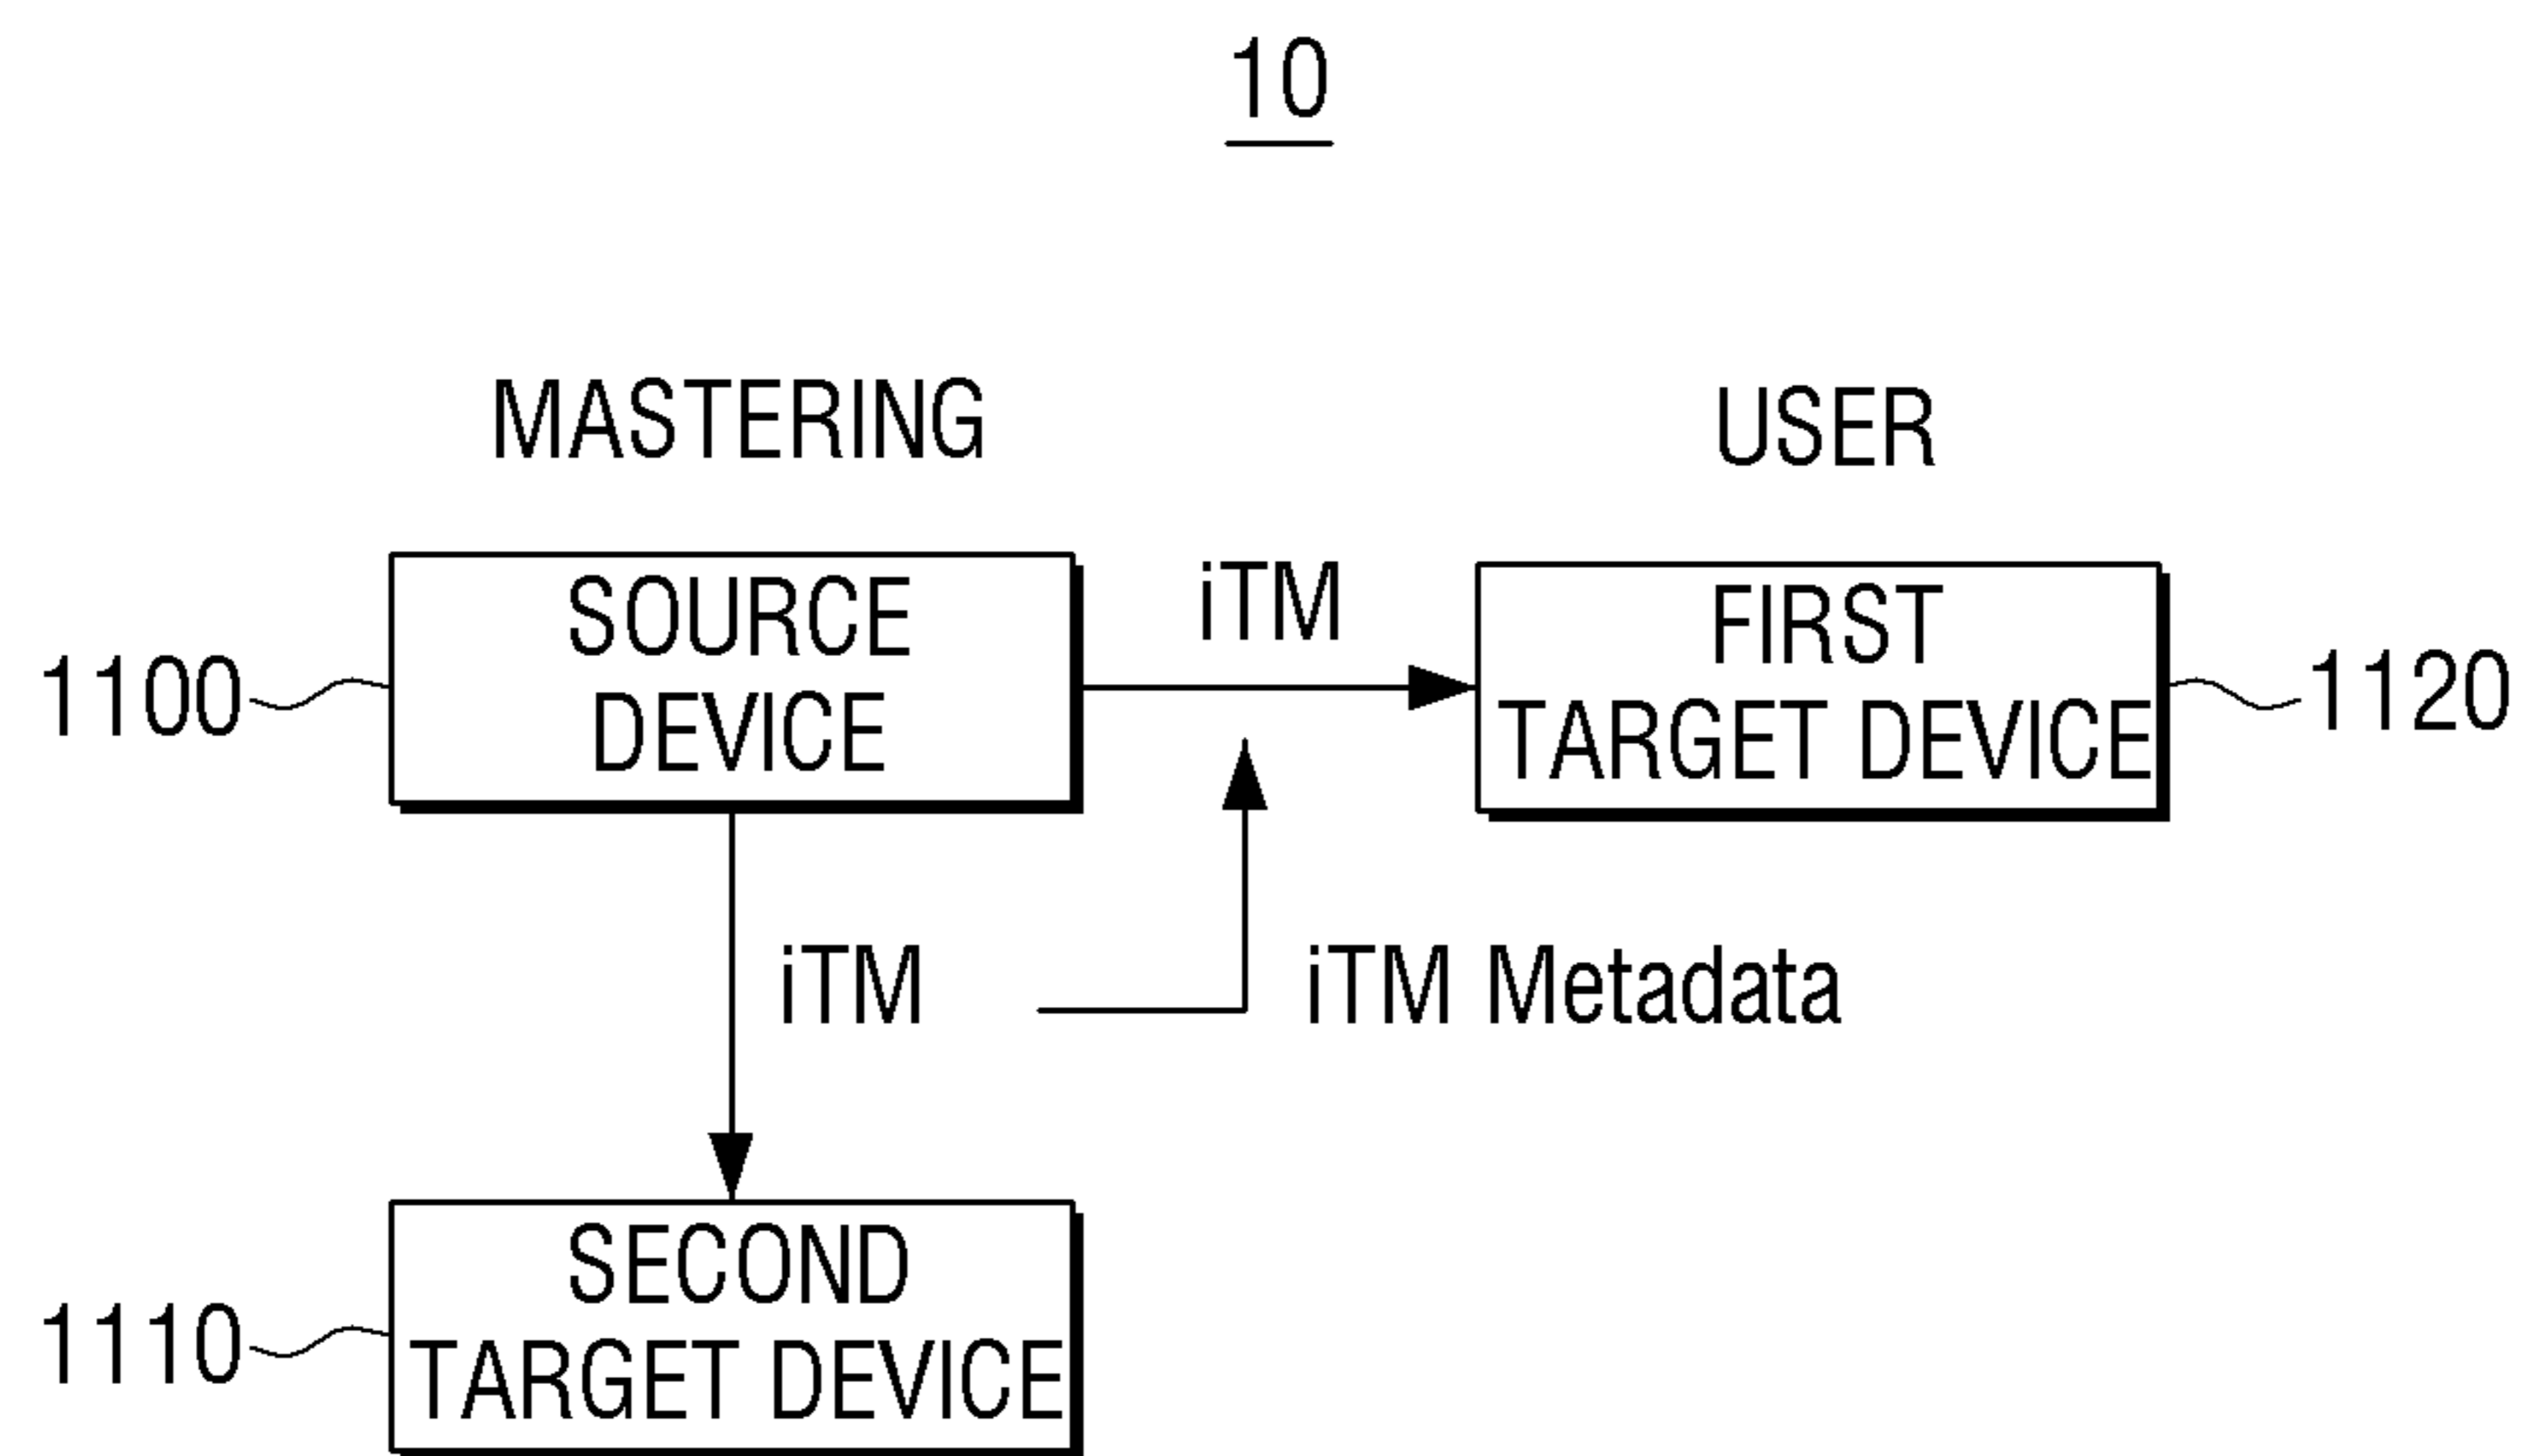 10
MASTERING
USER
SOURCE
DEVICE
1100
iTM
FIRST
TARGET DEVICE
1120
iTM
iTM Metadata
SECOND
TARGET DEVICE
1110